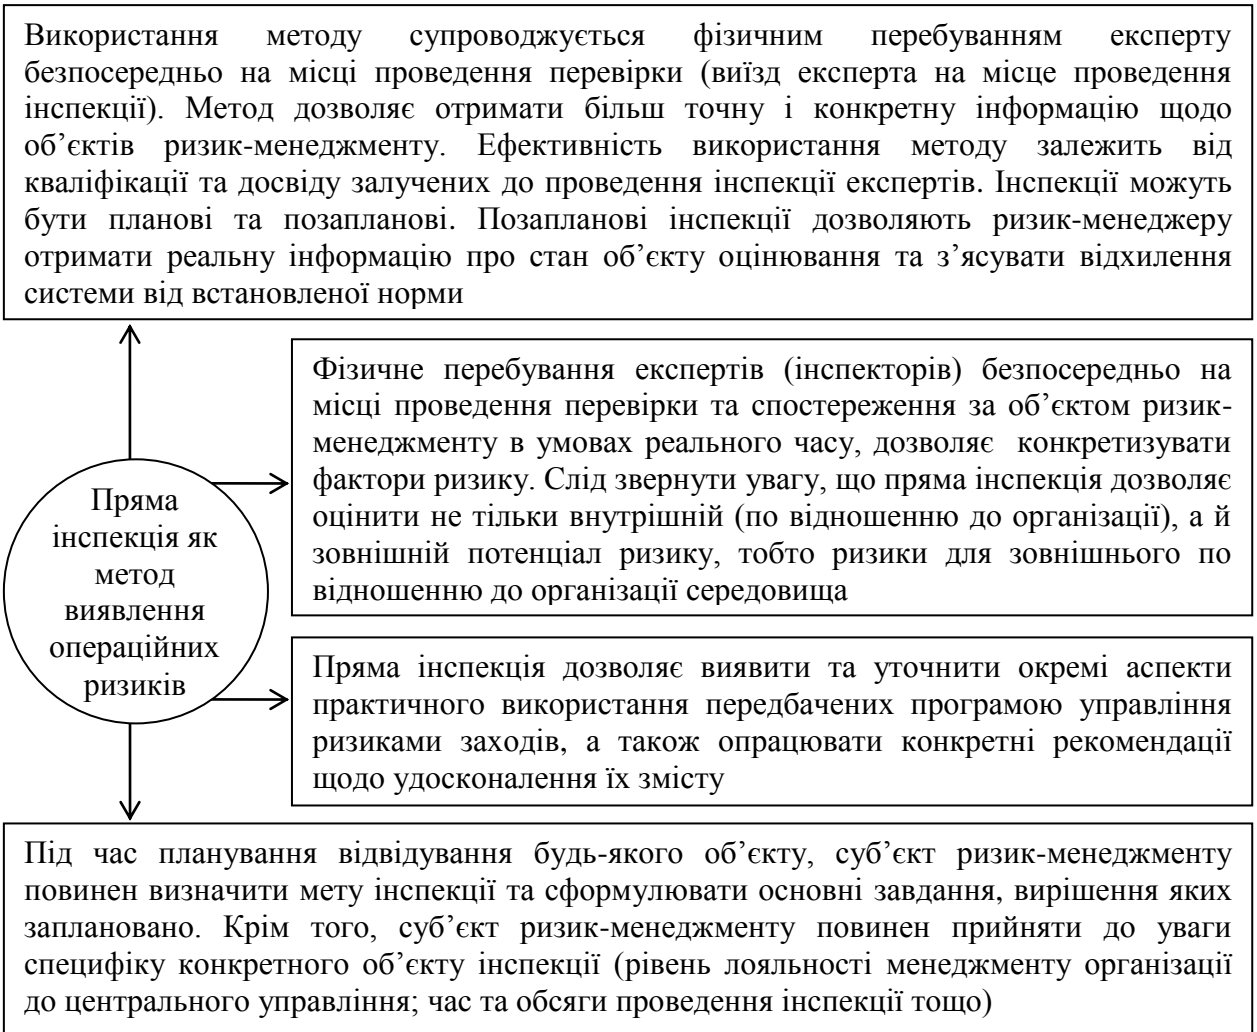 Використання методу супроводжується фізичним перебуванням експерту
безпосередньо на місці проведення перевірки (виїзд експерта на місце проведення
інспекції). Метод дозволяє отримати більш точну і конкретну інформацію щодо
об’єктів ризик-менеджменту. Ефективність використання методу залежить від
кваліфікації та досвіду залучених до проведення інспекції експертів. Інспекції можуть
бути планові та позапланові. Позапланові інспекції дозволяють ризик-менеджеру
отримати реальну інформацію про стан об’єкту оцінювання та з’ясувати відхилення
системи від встановленої норми
Фізичне перебування експертів (інспекторів) безпосередньо на
місці проведення перевірки та спостереження за об’єктом ризик-
менеджменту в умовах реального часу, дозволяє конкретизувати
фактори ризику. Слід звернути увагу, що пряма інспекція дозволяє
оцінити не тільки внутрішній (по відношенню до організації), а й
зовнішній потенціал ризику, тобто ризики для зовнішнього по
відношенню до організації середовища
Пряма
інспекція як
метод
виявлення
операційних
ризиків
Пряма інспекція дозволяє виявити та уточнити окремі аспекти
практичного використання передбачених програмою управління
ризиками заходів, а також опрацювати конкретні рекомендації
щодо удосконалення їх змісту
Під час планування відвідування будь-якого об’єкту, суб’єкт ризик-менеджменту
повинен визначити мету інспекції та сформулювати основні завдання, вирішення яких
заплановано. Крім того, суб’єкт ризик-менеджменту повинен прийняти до уваги
специфіку конкретного об’єкту інспекції (рівень лояльності менеджменту організації
до центрального управління; час та обсяги проведення інспекції тощо)